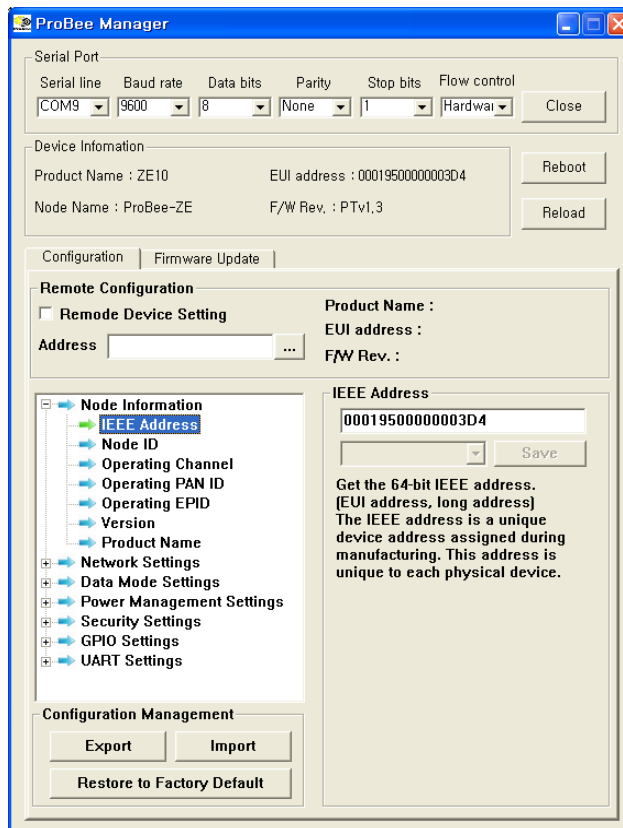 ProBee Manager
Serial Port
Serial line Baud rate Data bits Parity Stop bits Flow control
COM9 9600 8 None 1 Hardwar Close
Device Infomation
Product Name : ZE10 EUI address : 00019500000003D4
Node Name : ProBee-ZE F/W Rev. : PTv1.3
Reboot
Reload
Configuration Firmware Update
Remote Configuration
Remode Device Setting
Address ...
Product Name :
EUI address :
F/W Rev. :
Node Information
IEEE Address
Node ID
Operating Channel
Operating PAN ID
Operating EPID
Version
Product Name
Network Settings
Data Mode Settings
Power Management Settings
Security Settings
GPIO Settings
UART Settings
IEEE Address
00019500000003D4
Save
Get the 64-bit IEEE address.
(EUI address, long address)
The IEEE address is a unique
device address assigned during
manufacturing. This address is
unique to each physical device.
Configuration Management
Export Import
Restore to Factory Default